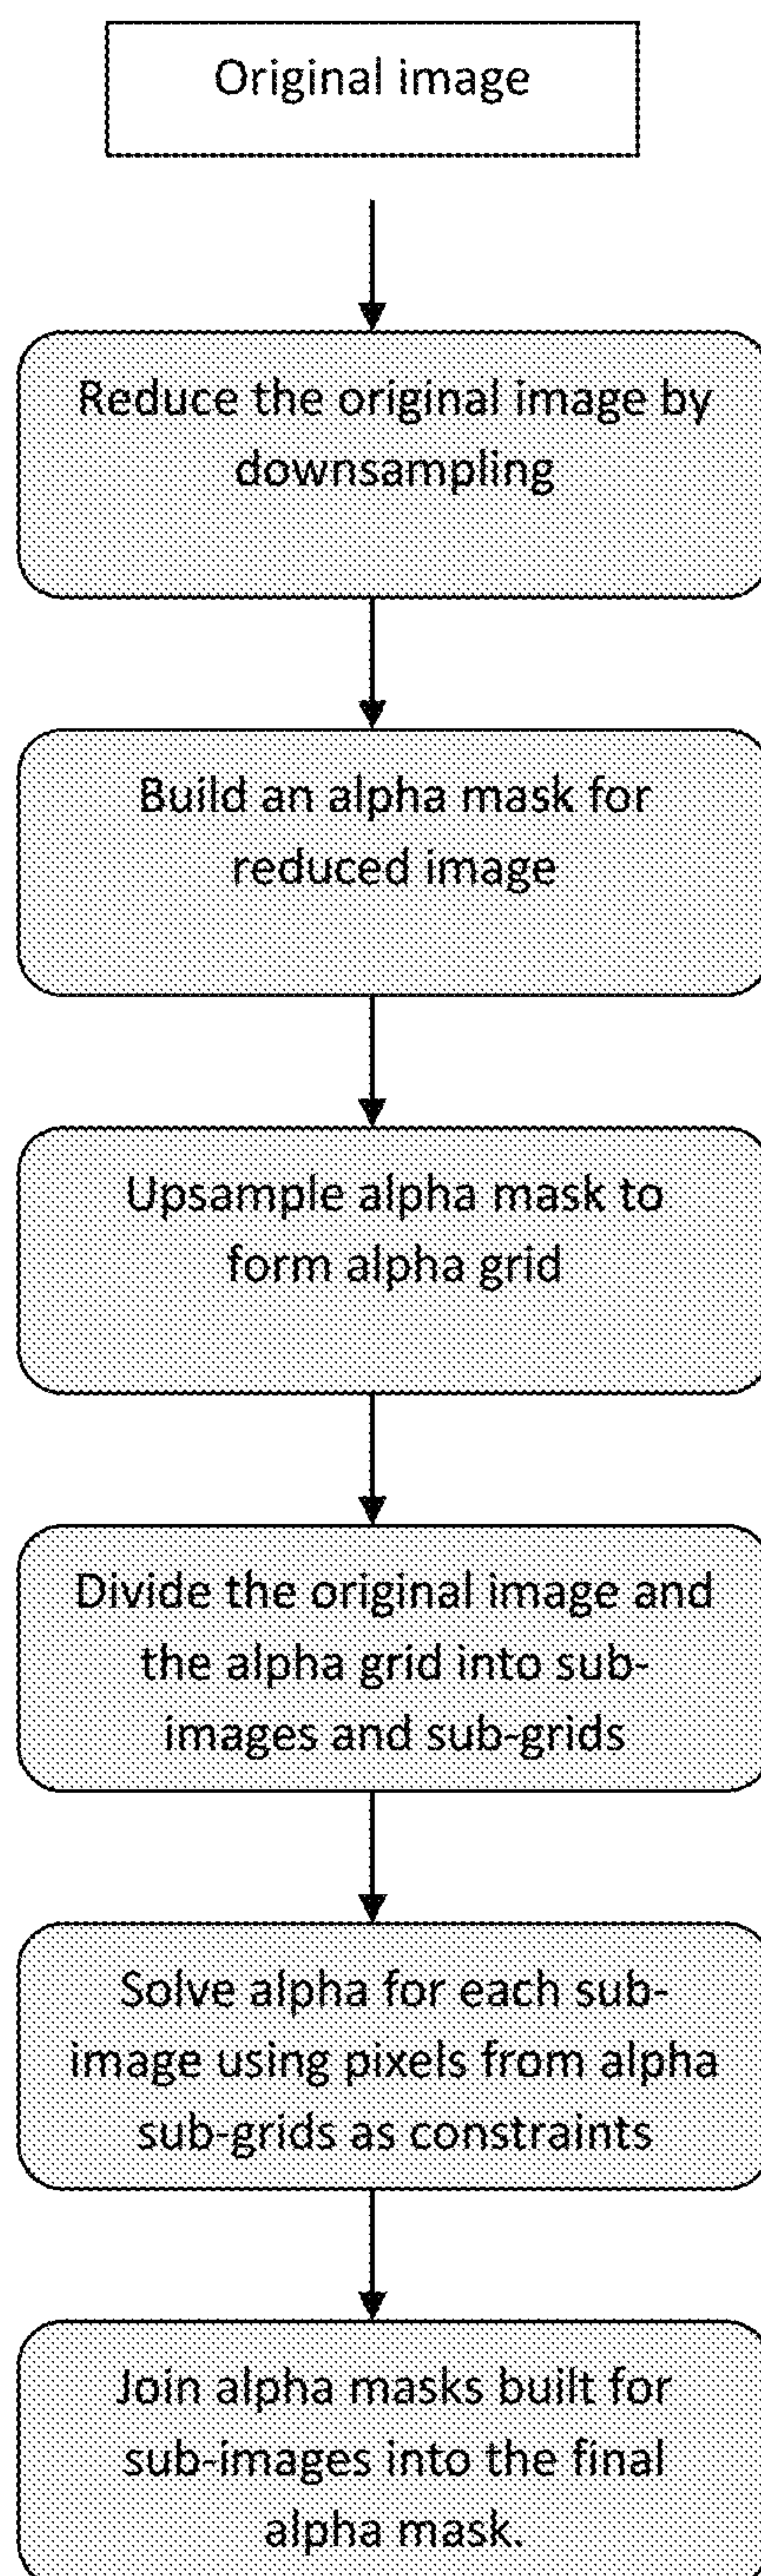 Original image
Reduce the original image by
downsampling
Build an alpha mask for
reduced image
Upsample alpha mask to
form alpha grid
Divide the original image and
the alpha grid into sub-
images and sub-grids
Solve alpha for each sub-
image using pixels from alpha
sub-grids as constraints
Join alpha masks built for
sub-images into the final
alpha mask.